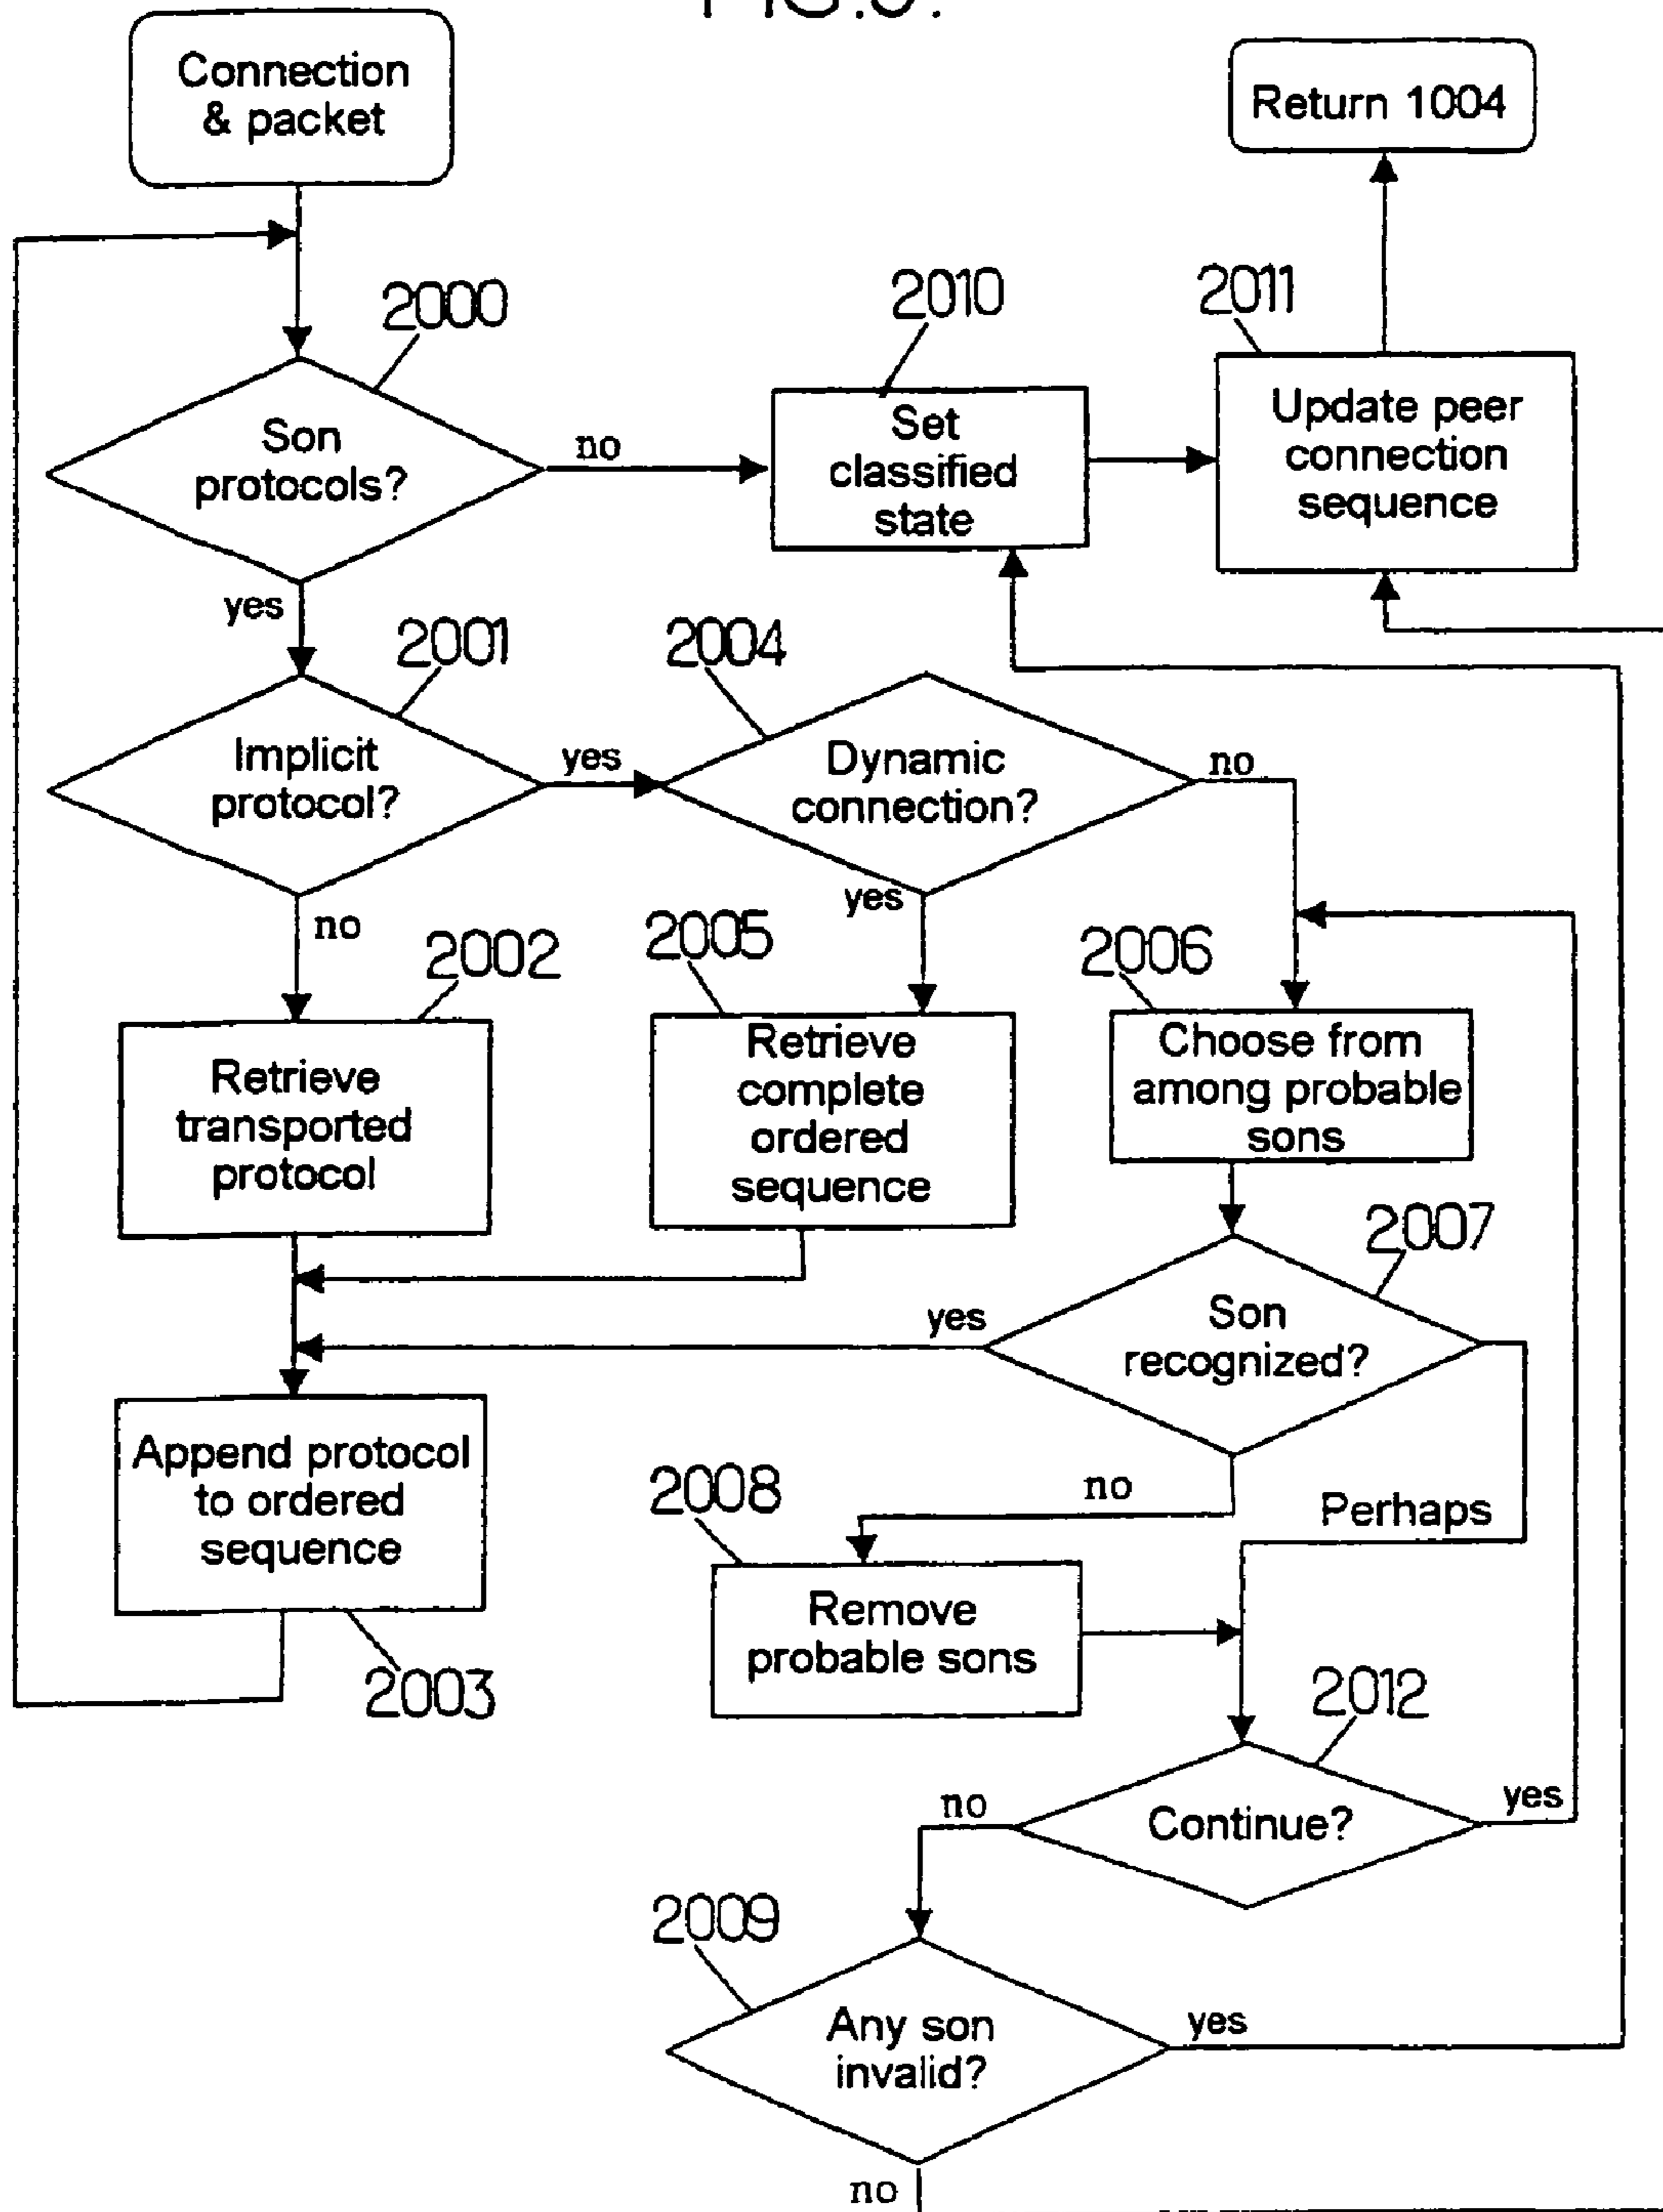 Connection
& packet
Return 1004
2000
2010
2011
Son
protocols?
no
Set
classified
state
Update peer
connection
sequence
yes
2001
2004
Implicit
protocol?
yes
Dynamic
connection?
no
no
yes
2002
2005
2006
Retrieve
transported
protocol
Retrieve
complete
ordered
sequence
Choose from
among probable
sons
2007
yes
Son
recognized?
Append protocol
to ordered
sequence
2003
2008
no
Perhaps
Remove
probable sons
2012
no
Continue?
yes
2009
Any son
invalid?
yes
no